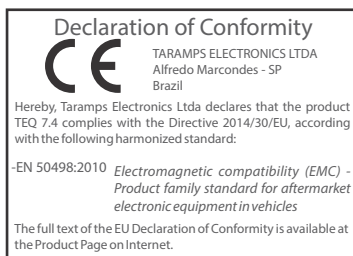 Declaration of Conformity
CE
TARAMPS ELECTRONICS LTDA
Alfredo Marcondes - SP
Brazil
Hereby, Taramps Electronics Ltda declares that the product
TEQ 7.4 complies with the Directive 2014/30/EU, according
with the following harmonized standard:
-EN 50498:2010 Electromagnetic compatibility (EMC) -
Product family standard for aftermarket
electronic equipment in vehicles
The full text of the EU Declaration of Conformity is available at
the Product Page on Internet.